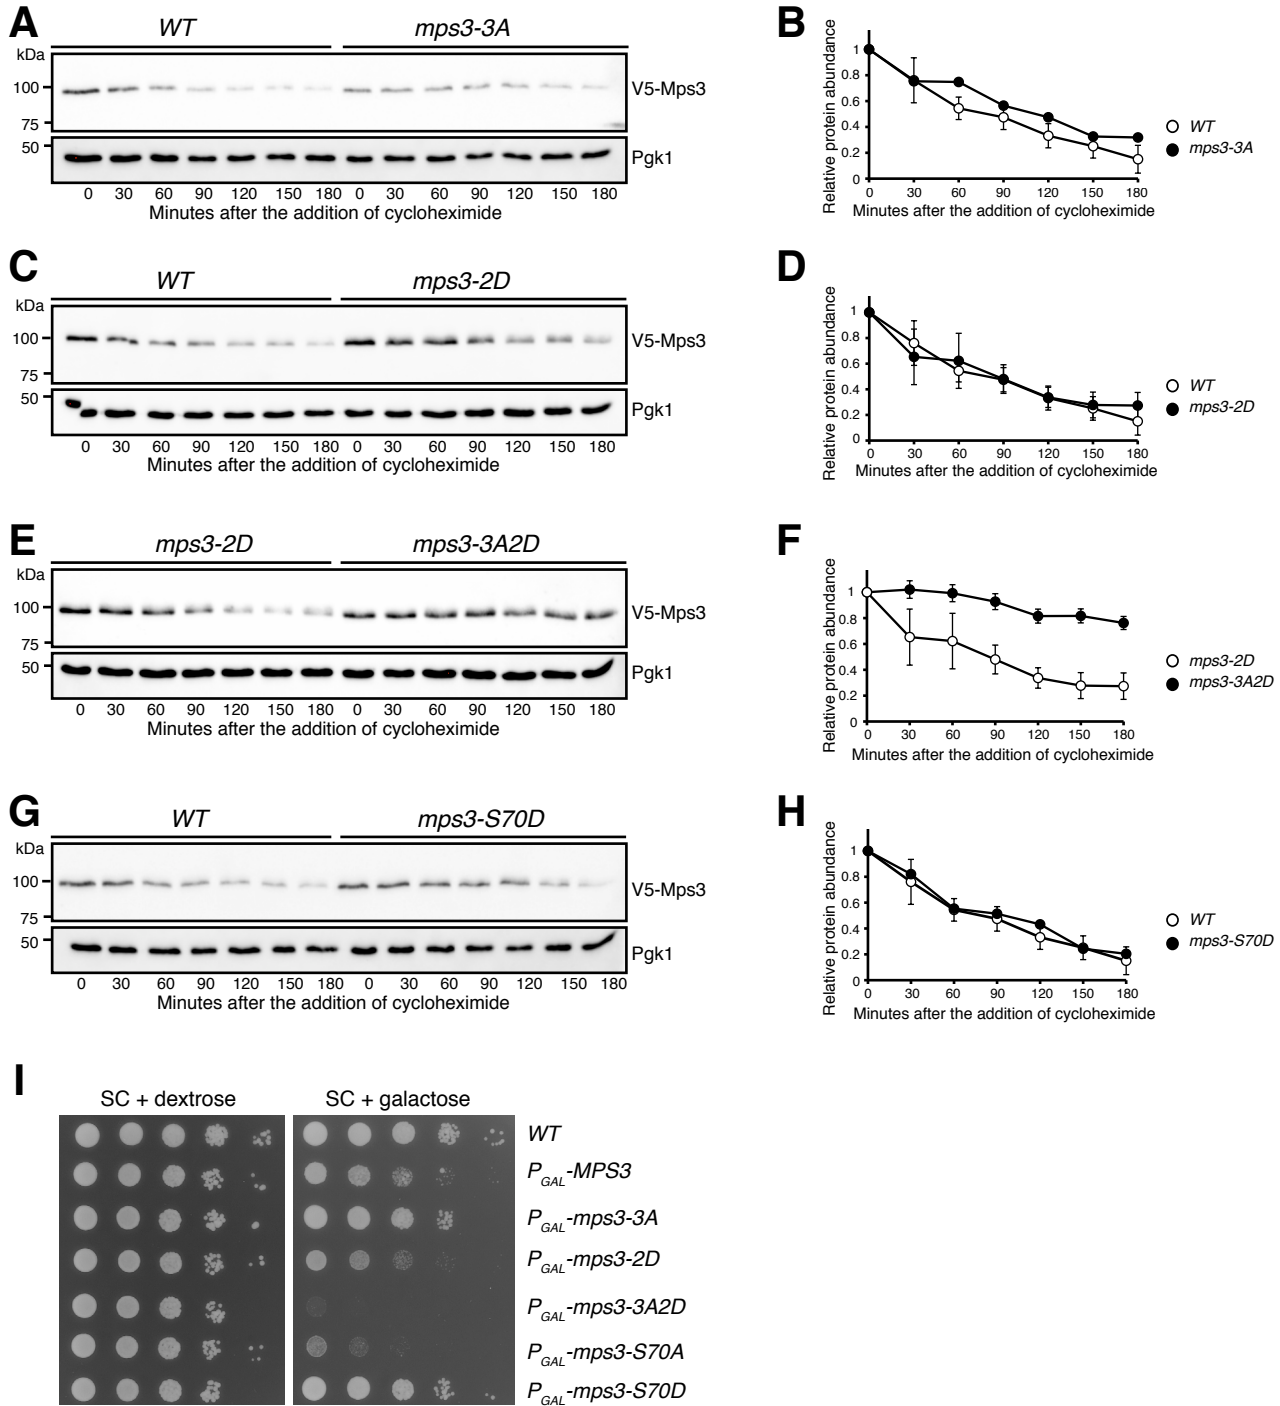 A
WT mps3-3A
kDa
100
75
V5-Mps3
50
Pgk1
0 30 60 90 120 150 180 0 30 60 90 120 150 180
Minutes after the addition of cycloheximide
B
Relative protein abundance
1
0.8
0.6
0.4
0.2
0
0 30 60 90 120 150 180
Minutes after the addition of cycloheximide
WT
mps3-3A
C
WT mps3-2D
kDa
100
75
V5-Mps3
50
Pgk1
0 30 60 90 120 150 180 0 30 60 90 120 150 180
Minutes after the addition of cycloheximide
D
Relative protein abundance
1
0.8
0.6
0.4
0.2
0
0 30 60 90 120 150 180
Minutes after the addition of cycloheximide
WT
mps3-2D
E
mps3-2D mps3-3A2D
kDa
100
75
V5-Mps3
50
Pgk1
0 30 60 90 120 150 180 0 30 60 90 120 150 180
Minutes after the addition of cycloheximide
F
Relative protein abundance
1
0.8
0.6
0.4
0.2
0
0 30 60 90 120 150 180
Minutes after the addition of cycloheximide
mps3-2D
mps3-3A2D
G
WT mps3-S70D
kDa
100
75
V5-Mps3
50
Pgk1
0 30 60 90 120 150 180 0 30 60 90 120 150 180
Minutes after the addition of cycloheximide
H
Relative protein abundance
1
0.8
0.6
0.4
0.2
0
0 30 60 90 120 150 180
Minutes after the addition of cycloheximide
WT
mps3-S70D
I
SC + dextrose SC + galactose
WT
PGAL-MPS3
PGAL-mps3-3A
PGAL-mps3-2D
PGAL-mps3-3A2D
PGAL-mps3-S70A
PGAL-mps3-S70D